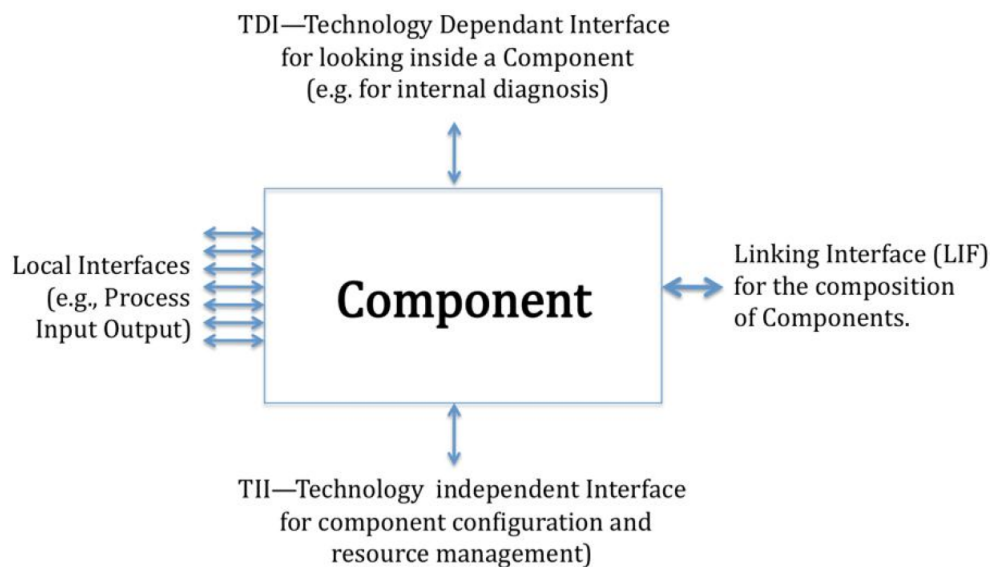 TDI—Technology Dependant Interface
for looking inside a Component
(e.g. for internal diagnosis)
Local Interfaces
(e.g., Process
Input Output)
Component
Linking Interface (LIF)
for the composition
of Components.
TII—Technology independent Interface
for component configuration and
resource management)